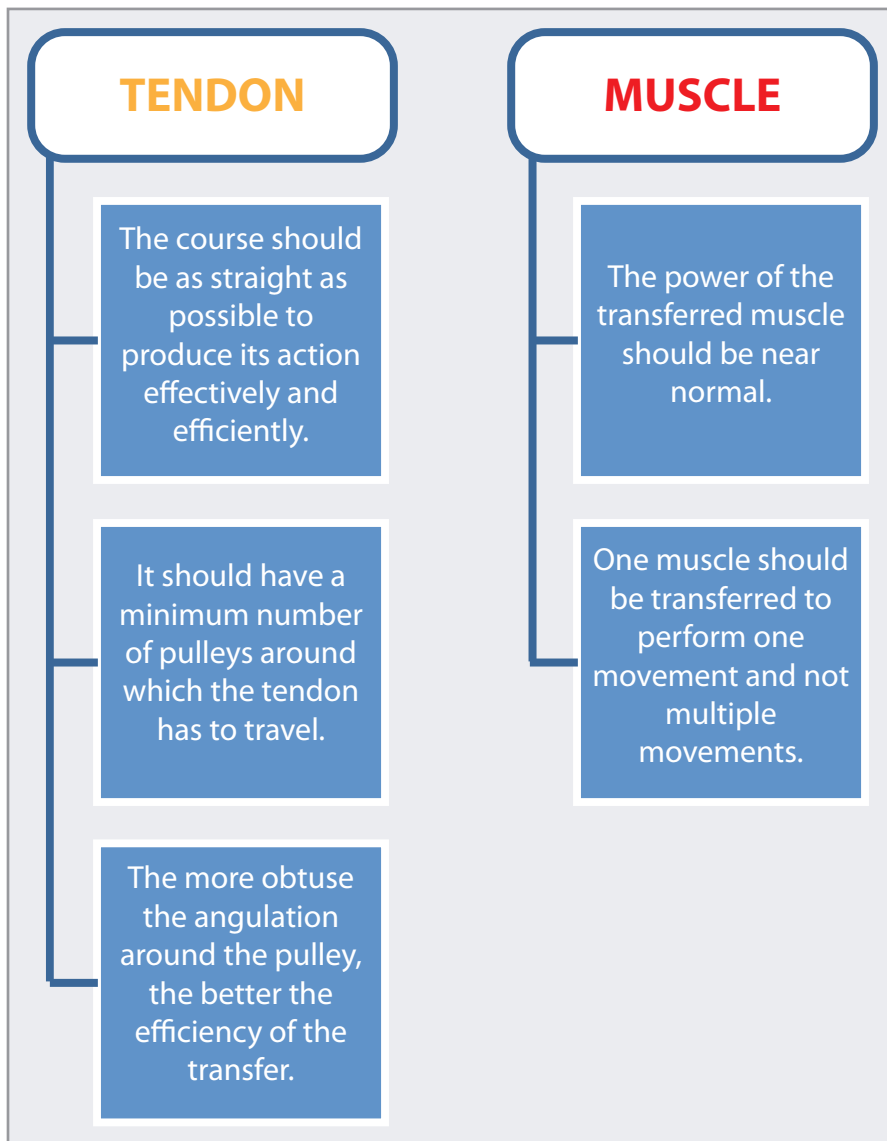 TENDON
The course should
be as straight as
possible to
produce its action
effectively and
efficiently.
It should have a
minimum number
of pulleys around
which the tendon
has to travel.
The more obtuse
the angulation
around the pulley,
the better the
efficiency of the
transfer.
MUSCLE
The power of the
transferred muscle
should be near
normal.
One muscle should
be transferred to
perform one
movement and not
multiple
movements.